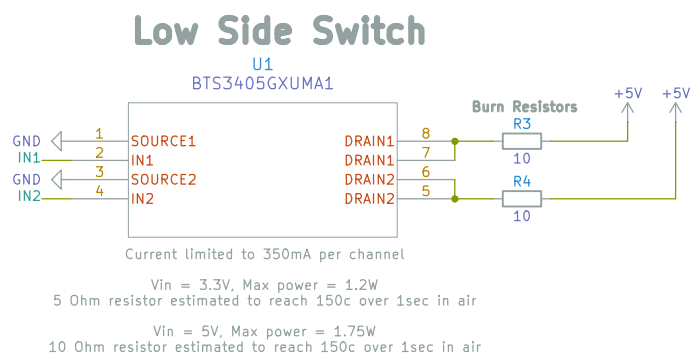 Low Side Switch
U1
BTS3405GXUMA1
+5V +5V
Burn Resistors
R3
GND 1 SOURCE1 DRAIN1 8
IN1 2 IN1 DRAIN1 7 10
GND 3 SOURCE2 DRAIN2 6 R4
IN2 4 IN2 DRAIN2 5
10
Current limited to 350mA per channel
Vin = 3.3V, Max power = 1.2W
5 Ohm resistor estimated to reach 150c over 1sec in air
Vin = 5V, Max power = 1.75W
10 Ohm resistor estimated to reach 150c over 1sec in air